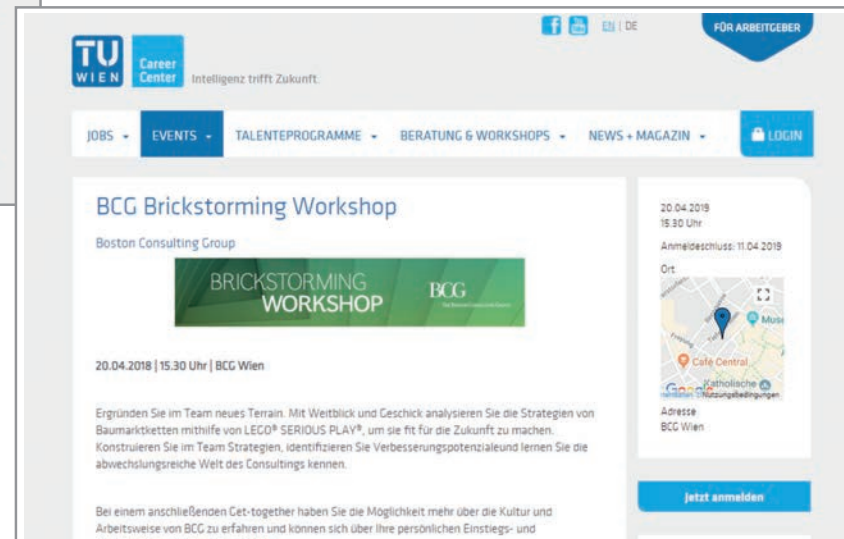 EN | DE
FÜR ARBEITGEBER
TU
WIEN
Career
Center
Intelligenz trifft Zukunft.
JOBS
EVENTS
TALENTEPROGRAMME
BERATUNG & WORKSHOPS
NEWS + MAGAZIN
LOGIN
BCG Brickstorming Workshop
Boston Consulting Group
BRICKSTORMING
WORKSHOP
BCG
20.04.2018 | 15.30 Uhr | BCG Wien
Ergründen Sie im Team neues Terrain. Mit Weitblick und Geschick analysieren Sie die Strategien von
Baumarktketten mithilfe von LEGO® SERIOUS PLAY®, um sie fit für die Zukunft zu machen.
Konstruieren Sie im Team Strategien, identifizieren Sie Verbesserungspotenzialeund lernen Sie die
abwechslungsreiche Welt des Consultings kennen.
Bei einem anschließenden Get-together haben Sie die Möglichkeit mehr über die Kultur und
Arbeitsweise von BCG zu erfahren und können sich über Ihre persönlichen Einstiegs- und
20.04.2019
15.30 Uhr
Anmeldeschluss: 11.04.2019
Ort
Freyung
Muse
Café Central
Katholische
Google
Nutzungsbedingungen
Adresse
BCG Wien
Jetzt anmelden